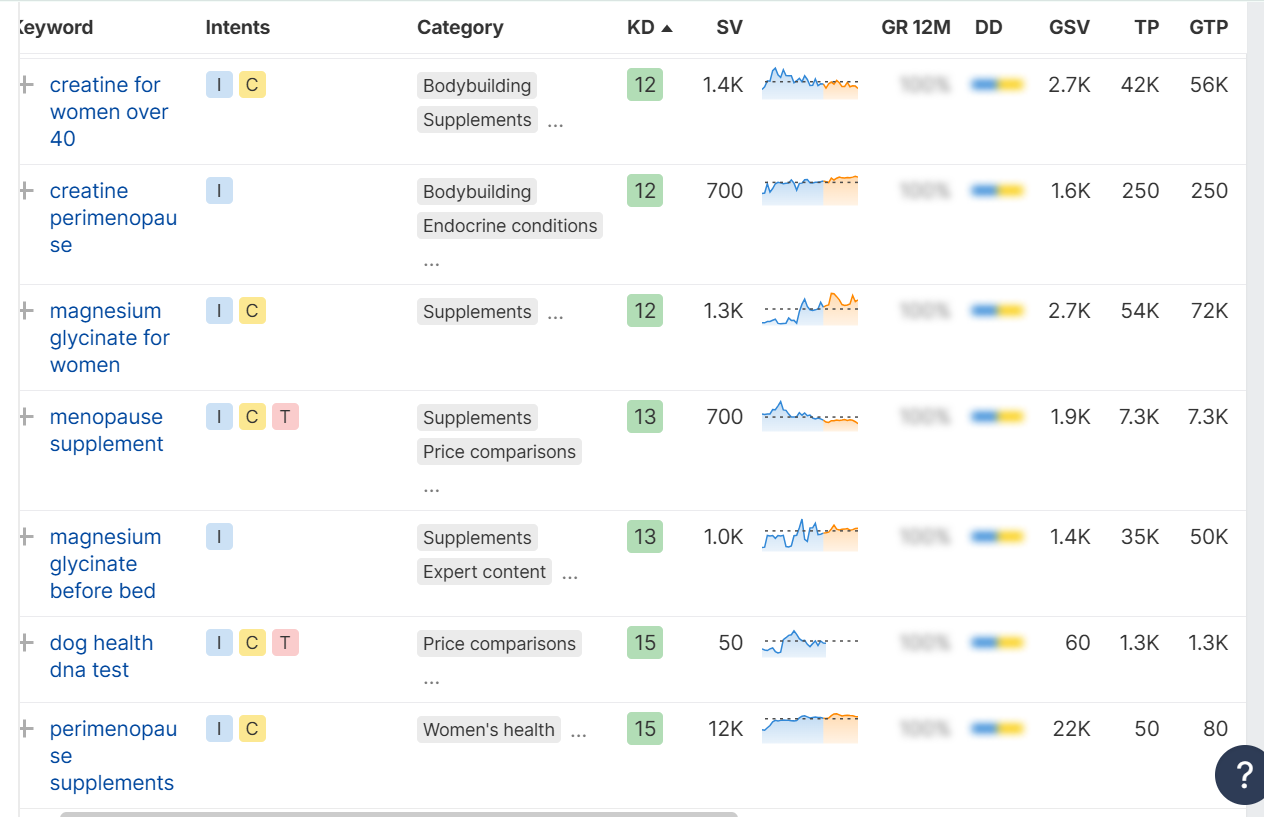 Keyword Intents Category KD SV GR 12M DD GSV TP GTP
creatine for women over 40 I C Bodybuilding Supplements ... 12 1.4K 2.7K 42K 56K
creatine perimenopau se I Bodybuilding Endocrine conditions ... 12 700 1.6K 250 250
magnesium glycinate for women I C Supplements ... 12 1.3K 2.7K 54K 72K
menopause supplement I C T Supplements Price comparisons ... 13 700 1.9K 7.3K 7.3K
magnesium glycinate before bed I Supplements Expert content ... 13 1.0K 1.4K 35K 50K
dog health dna test I C T Price comparisons ... 15 50 60 1.3K 1.3K
perimenopau se supplements I C Women's health ... 15 12K 22K 50 80
?